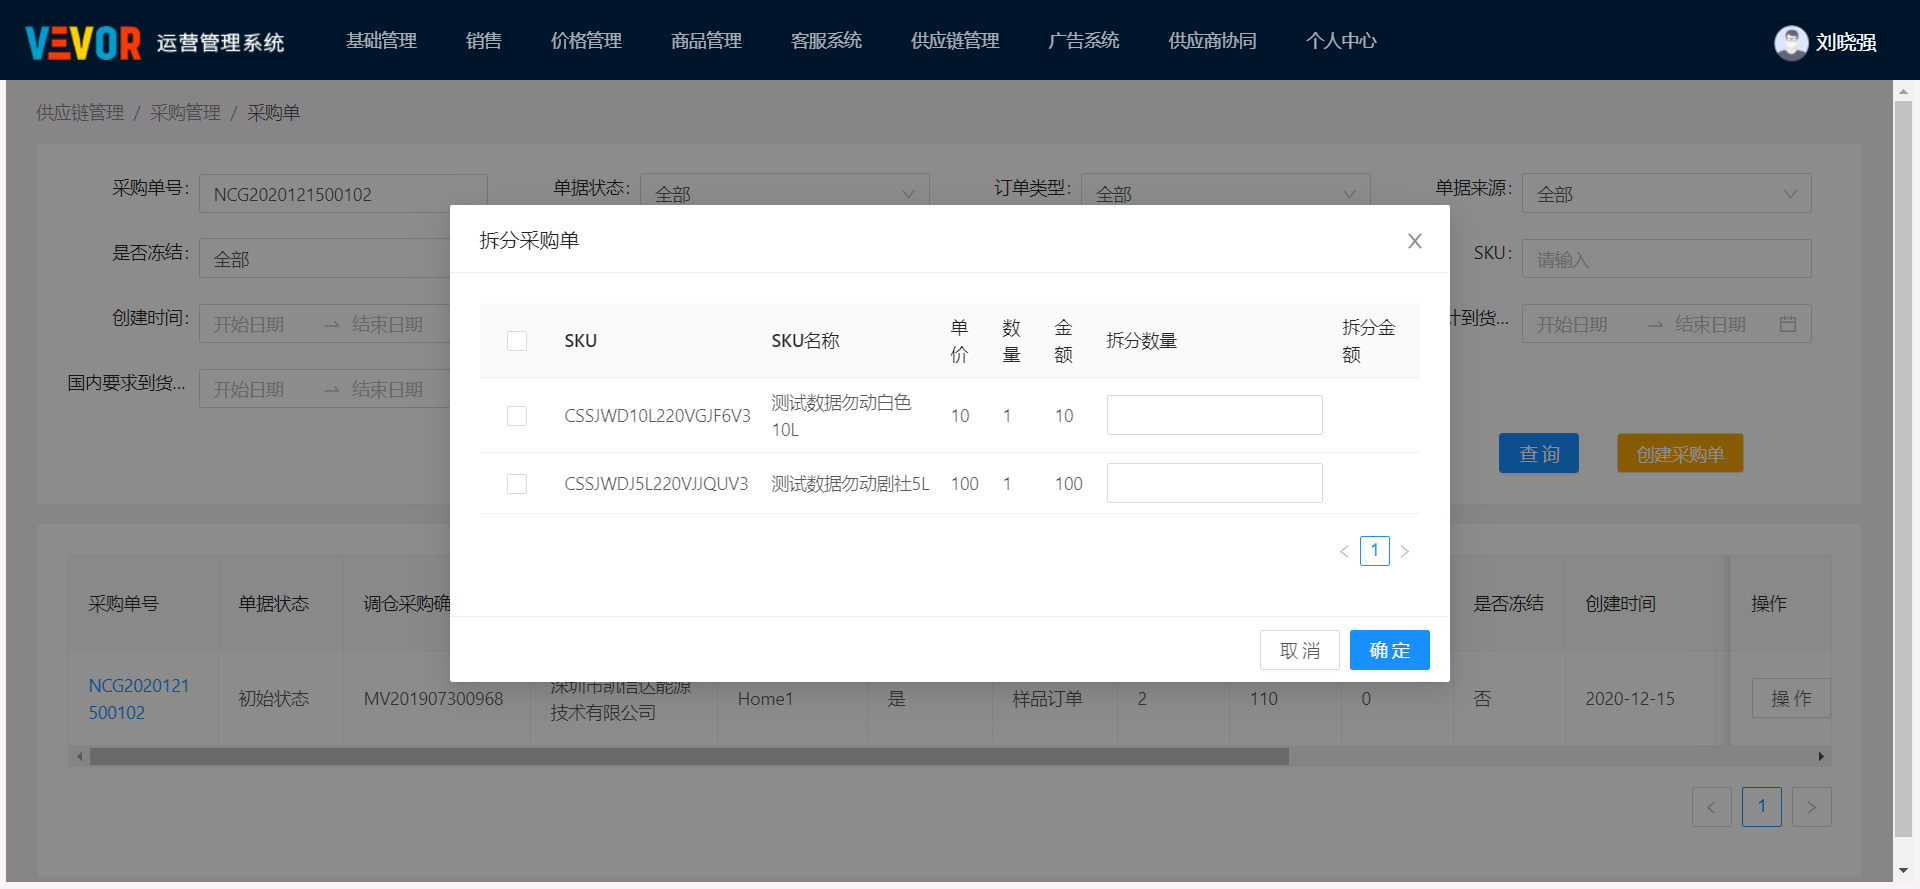 VEVOR 运营管理系统 基础管理 销售 价格管理 商品管理 客服系统 供应链管理 广告系统 供应商协同 个人中心 刘晓强
供应链管理 / 采购管理 / 采购单
采购单号: NCG2020121500102 单据状态: 全部 订单类型: 全部 单据来源: 全部
是否冻结: 全部 SKU: 请输入
创建时间: 开始日期 → 结束日期 计到货... 开始日期 → 结束日期
国内要求到货... 开始日期 → 结束日期
查 询 创建采购单
拆分采购单
SKU SKU名称 单价 数量 金额 拆分数量 拆分金额
CSSJWD10L220VGJF6V3 测试数据勿动白色10L 10 1 10
CSSJWDJ5L220VJJQUV3 测试数据勿动剧社5L 100 1 100
< 1 >
取 消 确 定
采购单号 单据状态 调仓采购确 是否冻结 创建时间 操作
NCG2020121500102 初始状态 MV201907300968 深圳市凯信达能源技术有限公司 Home1 是 样品订单 2 110 0 否 2020-12-15 操 作
< 1 >